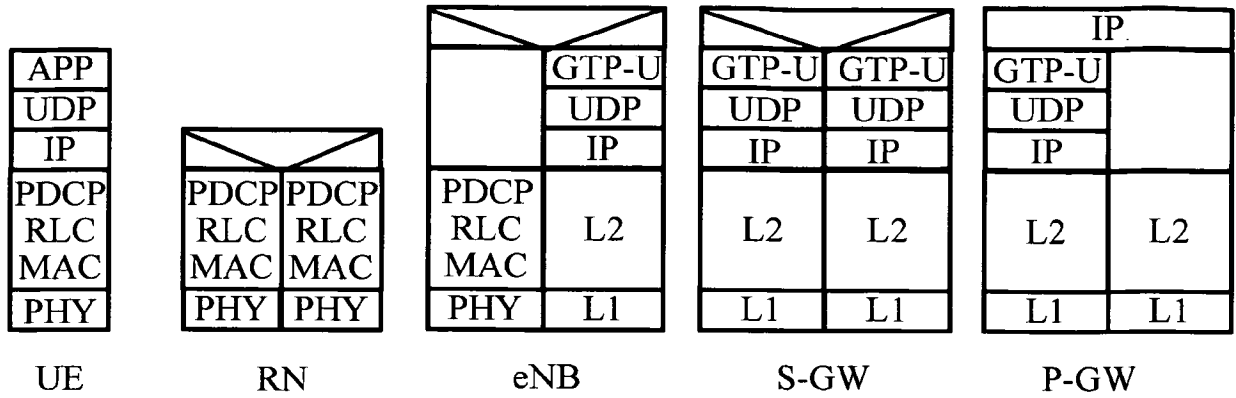 IP.
APP GTP-U GTP-U GTP-U GTP-U
UDP UDP UDP UDP UDP
IP IP IP IP IP
PDCP PDCP PDCP PDCP
RLC RLC RLC RLC L2 L2 L2 L2 L2
MAC MAC MAC MAC
PHY PHY PHY PHY L1 L1 L1 L1 L1
UE RN eNB S-GW P-GW